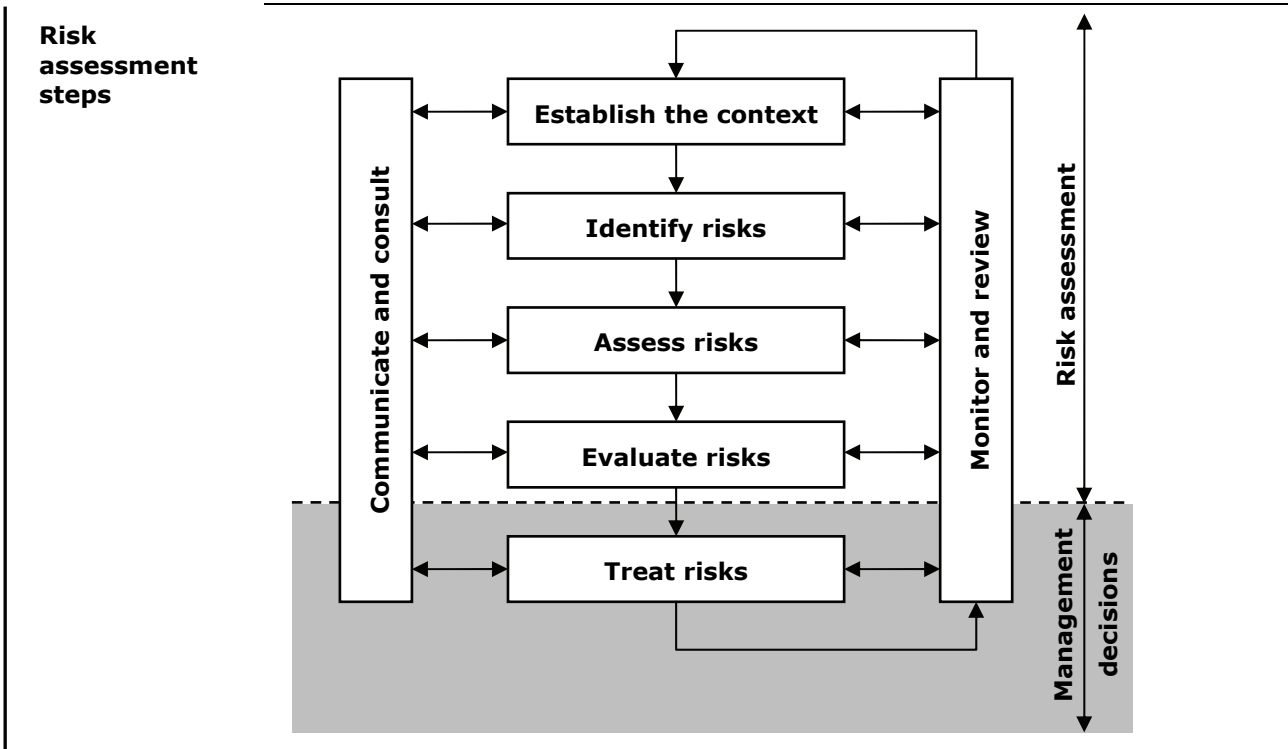 Risk
assessment
steps
Establish the context
Identify risks
Assess risks
Evaluate risks
Treat risks
Communicate and consult
Monitor and review
Risk assessment
Management
decisions